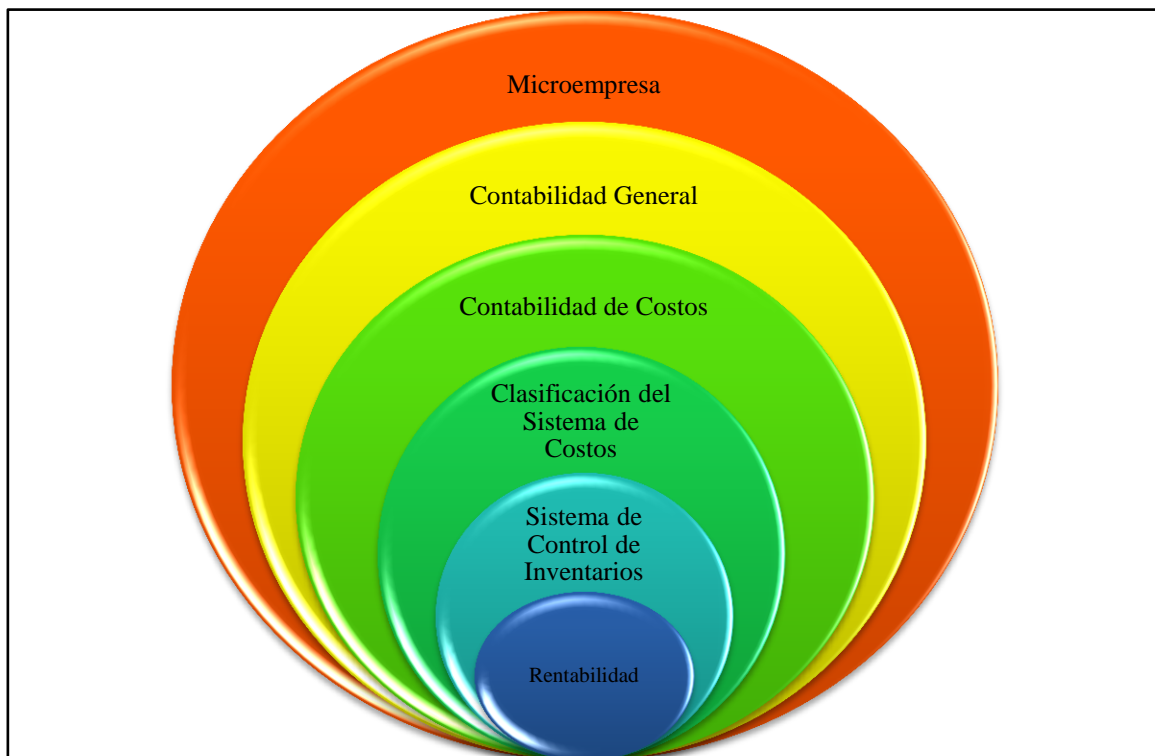 Microempresa
Contabilidad General
Contabilidad de Costos
Clasificación del
Sistema de
Costos
Sistema de
Control de
Inventarios
Rentabilidad